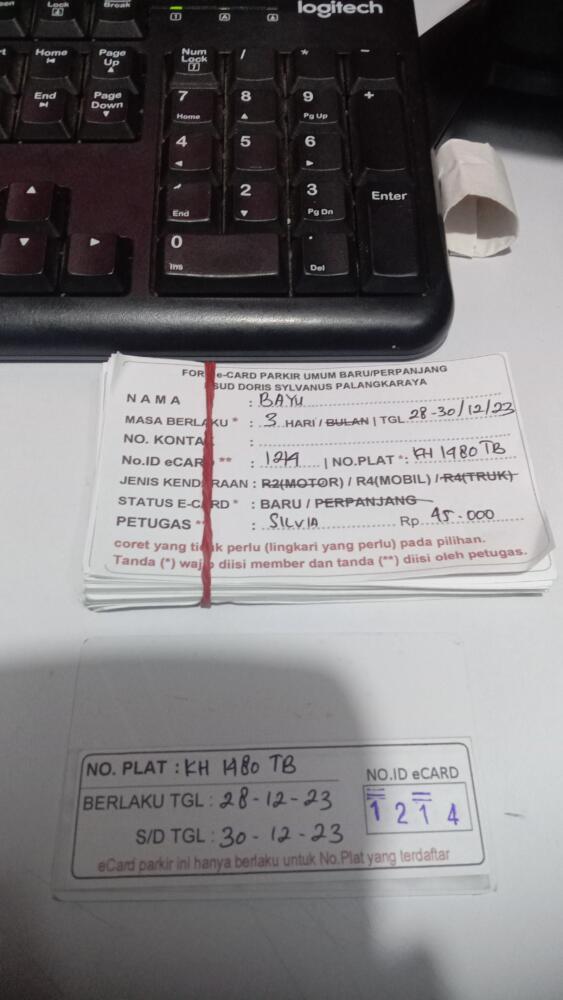 Lock
Break
logitech
Home
Page
Up
Num
Lock
/
*
-
End
Page
Down
7
Home
8
9
Pg Up
+
4
5
6
End
2
3
Pg Dn
Enter
0
Ins
.
Del
FOR e-CARD PARKIR UMUM BARU/PERPANJANG
SUD DORIS SYLVANUS PALANGKARAYA
NAMA : BAYU
MASA BERLAKU * : 3 HARI / BULAN | TGL 28-30/12/23
NO. KONTA :
No.ID eCAR ** : 1214 | NO.PLAT *: KH 1480 TB
JENIS KENDARAAN : R2(MOTOR) / R4(MOBIL) / R4(TRUK)
STATUS E-CARD * : BARU / PERPANJANG
PETUGAS ** : SILVIA Rp 45.000
coret yang tidak perlu (lingkari yang perlu) pada pilihan.
Tanda (*) wajib diisi member dan tanda (**) diisi oleh petugas.
NO. PLAT : KH 1480 TB
NO.ID eCARD
BERLAKU TGL : 28-12-23
1214
S/D TGL : 30-12-23
eCard parkir ini hanya berlaku untuk No.Plat yang terdaftar